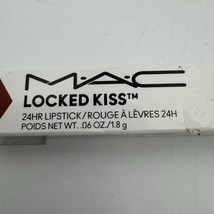 M·A·C
LOCKED KISS™
24HR LIPSTICK/ROUGE À LÈVRES 24H
POIDS NET WT. .06 OZ./1.8 g